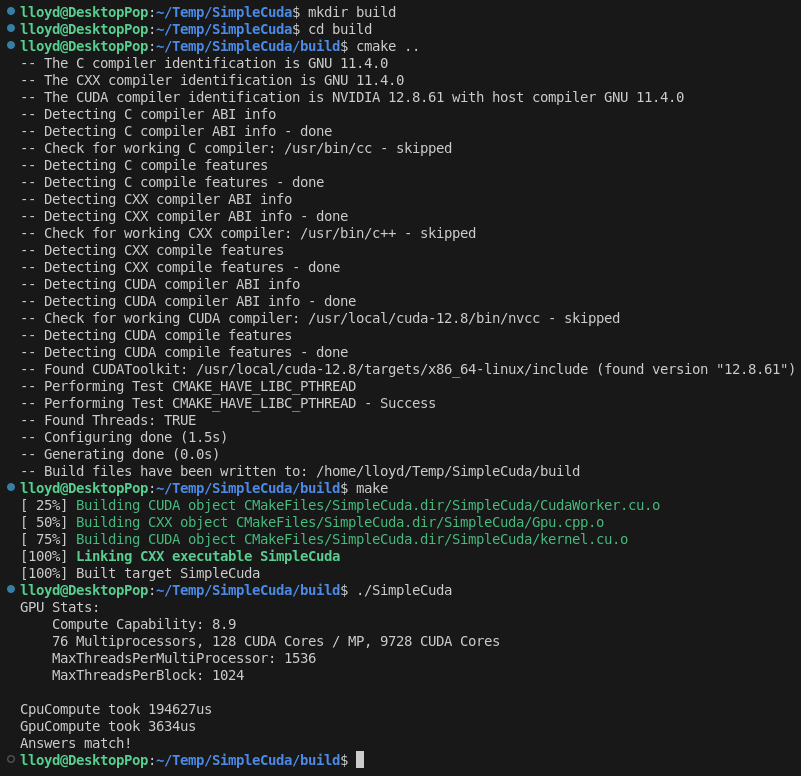 lloyd@DesktopPop:~/Temp/SimpleCuda$ mkdir build
lloyd@DesktopPop:~/Temp/SimpleCuda$ cd build
lloyd@DesktopPop:~/Temp/SimpleCuda/build$ cmake ..
-- The C compiler identification is GNU 11.4.0
-- The CXX compiler identification is GNU 11.4.0
-- The CUDA compiler identification is NVIDIA 12.8.61 with host compiler GNU 11.4.0
-- Detecting C compiler ABI info
-- Detecting C compiler ABI info - done
-- Check for working C compiler: /usr/bin/cc - skipped
-- Detecting C compile features
-- Detecting C compile features - done
-- Detecting CXX compiler ABI info
-- Detecting CXX compiler ABI info - done
-- Check for working CXX compiler: /usr/bin/c++ - skipped
-- Detecting CXX compile features
-- Detecting CXX compile features - done
-- Detecting CUDA compiler ABI info
-- Detecting CUDA compiler ABI info - done
-- Check for working CUDA compiler: /usr/local/cuda-12.8/bin/nvcc - skipped
-- Detecting CUDA compile features
-- Detecting CUDA compile features - done
-- Found CUDAToolkit: /usr/local/cuda-12.8/targets/x86_64-linux/include (found version "12.8.61")
-- Performing Test CMAKE_HAVE_LIBC_PTHREAD
-- Performing Test CMAKE_HAVE_LIBC_PTHREAD - Success
-- Found Threads: TRUE
-- Configuring done (1.5s)
-- Generating done (0.0s)
-- Build files have been written to: /home/lloyd/Temp/SimpleCuda/build
lloyd@DesktopPop:~/Temp/SimpleCuda/build$ make
[ 25%] Building CUDA object CMakeFiles/SimpleCuda.dir/SimpleCuda/CudaWorker.cu.o
[ 50%] Building CXX object CMakeFiles/SimpleCuda.dir/SimpleCuda/Gpu.cpp.o
[ 75%] Building CUDA object CMakeFiles/SimpleCuda.dir/SimpleCuda/kernel.cu.o
[100%] Linking CXX executable SimpleCuda
[100%] Built target SimpleCuda
lloyd@DesktopPop:~/Temp/SimpleCuda/build$ ./SimpleCuda
GPU Stats:
    Compute Capability: 8.9
    76 Multiprocessors, 128 CUDA Cores / MP, 9728 CUDA Cores
    MaxThreadsPerMultiProcessor: 1536
    MaxThreadsPerBlock: 1024

CpuCompute took 194627us
GpuCompute took 3634us
Answers match!
lloyd@DesktopPop:~/Temp/SimpleCuda/build$